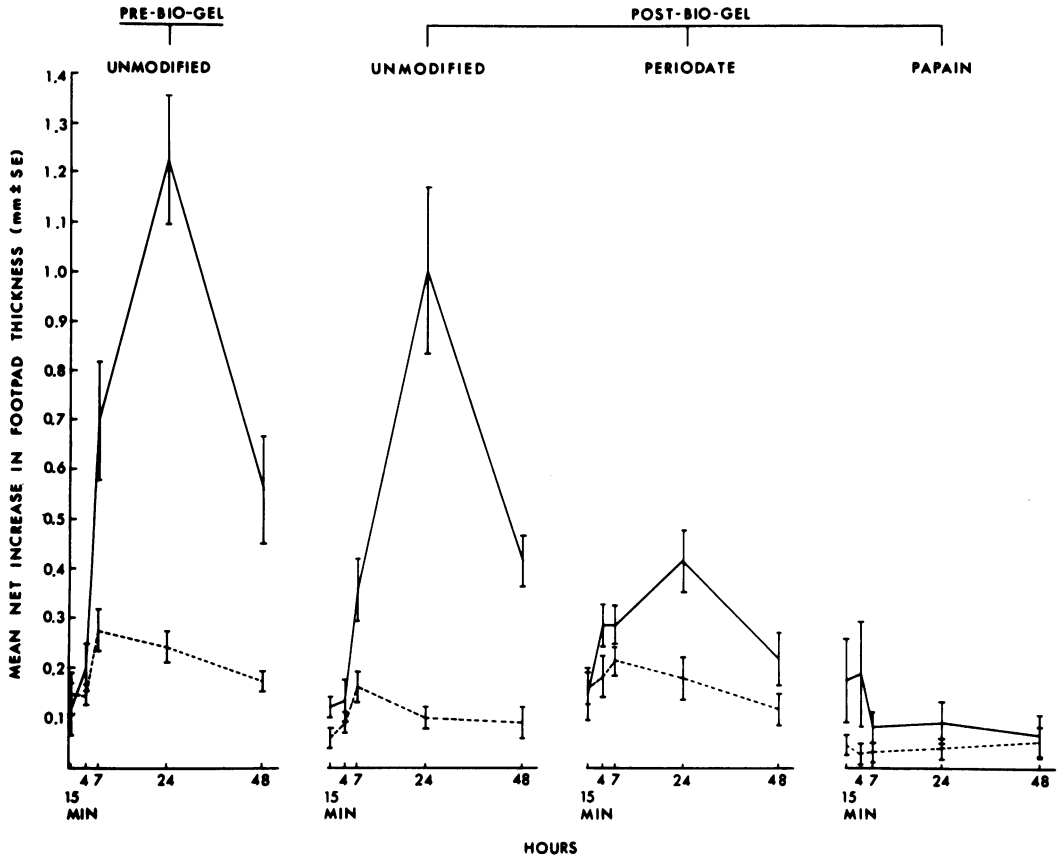 PRE-BIO-GEL
POST-BIO-GEL
UNMODIFIED
UNMODIFIED
PERIODATE
PAPAIN
MEAN NET INCREASE IN FOOTPAD THICKNESS (mm ± SE)
1.4
1.3
1.2
1.1
1.0
0.9
0.8
0.7
0.6
0.5
0.4
0.3
0.2
0.1
4 7 24 48
4 7 24 48
4 7 24 48
4 7 24 48
15 15 15 15
MIN MIN MIN MIN
HOURS